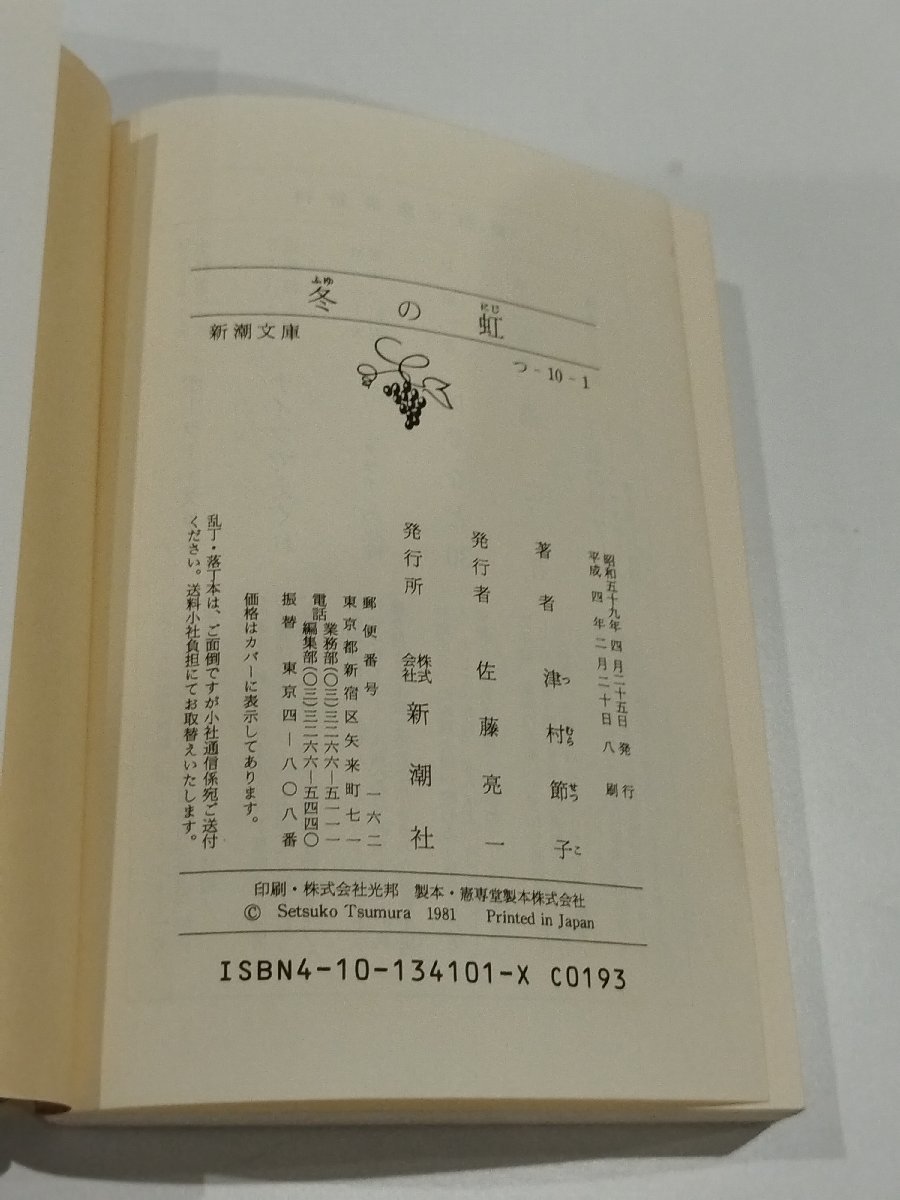 冬の虹
ふゆ にじ
新潮文庫
つ-10-1
昭和五十九年 四 月二十五日 発 行
平成 四 年 二 月二十日 八 刷
著者 津村節子
つむらせつこ
発行者 佐藤亮一
発行所 株式会社 新潮社
郵便番号 一六二
東京都新宿区矢来町七一
電話 業務部(〇三)三二六六-五一一一
編集部(〇三)三二六六-五四四〇
振替 東京四-八〇八番
価格はカバーに表示してあります。
乱丁・落丁本は、ご面倒ですが小社通信係宛ご送付
ください。送料小社負担にてお取替えいたします。
印刷・株式会社光邦 製本・憲専堂製本株式会社
© Setsuko Tsumura 1981 Printed in Japan
ISBN4-10-134101-X C0193